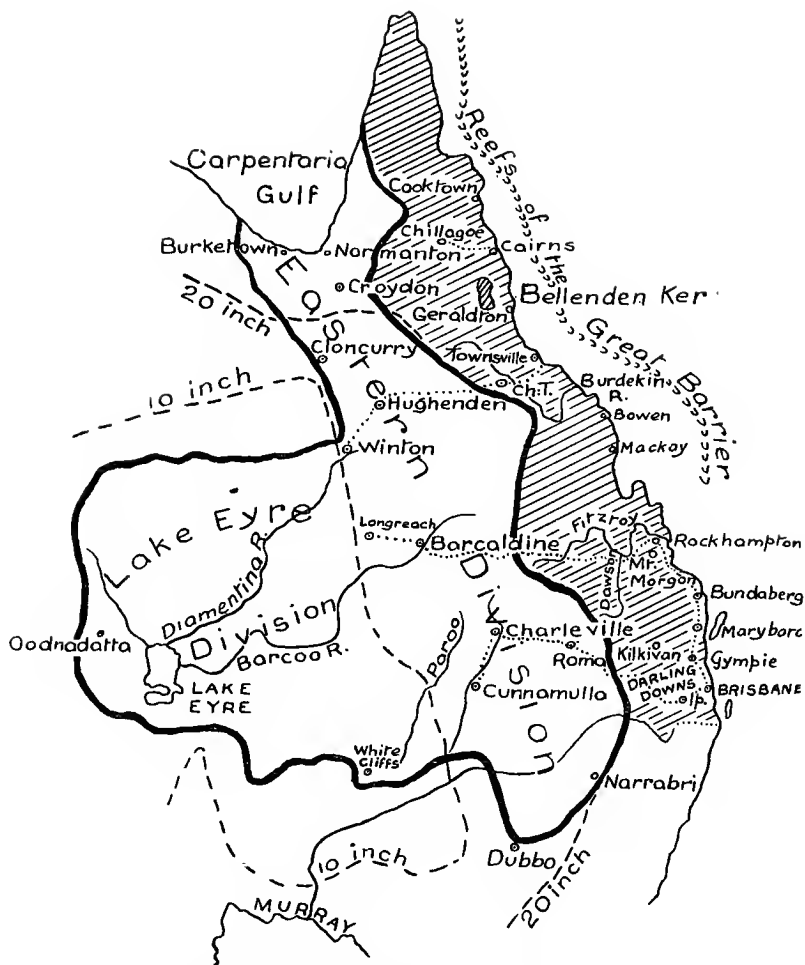 Reefs of the Great Barrier
Carpentaria
Gulf
Cooktown
Chillagoe
Cairns
Burketown
Normanton
Eastern
Division
20 inch
Croydon
Bellenden Ker
Geraldton
Cloncurry
Townsville
Ch.T.
Burdekin
R.
10 inch
Hughenden
Bowen
Winton
Mackay
Lake Eyre
Division
Longreach
Barcaldine
Fitzroy
Rockhampton
Mt.
Morgan
Dawson
Diamentina R.
Bundaberg
Maryboro
Oodnadatta
Barcoo R.
Paroo
Charleville
Roma
Kilkivan
Gympie
LAKE
EYRE
Cunnamulla
DARLING
DOWNS
Ip.
BRISBANE
White
Cliffs
Narrabri
10 inch
Dubbo
20 inch
MURRAY